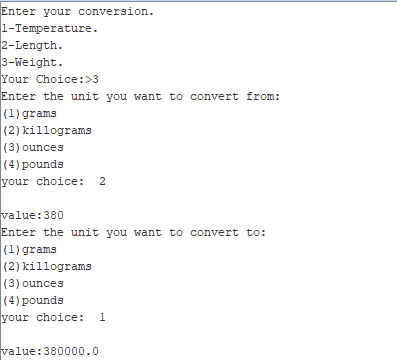 Enter your conversion.
1-Temperature.
2-Length.
3-Weight.
Your Choice:>3
Enter the unit you want to convert from:
(1)grams
(2)killograms
(3)ounces
(4)pounds
your choice:  2
value:380
Enter the unit you want to convert to:
(1)grams
(2)killograms
(3)ounces
(4)pounds
your choice:  1
value:380000.0